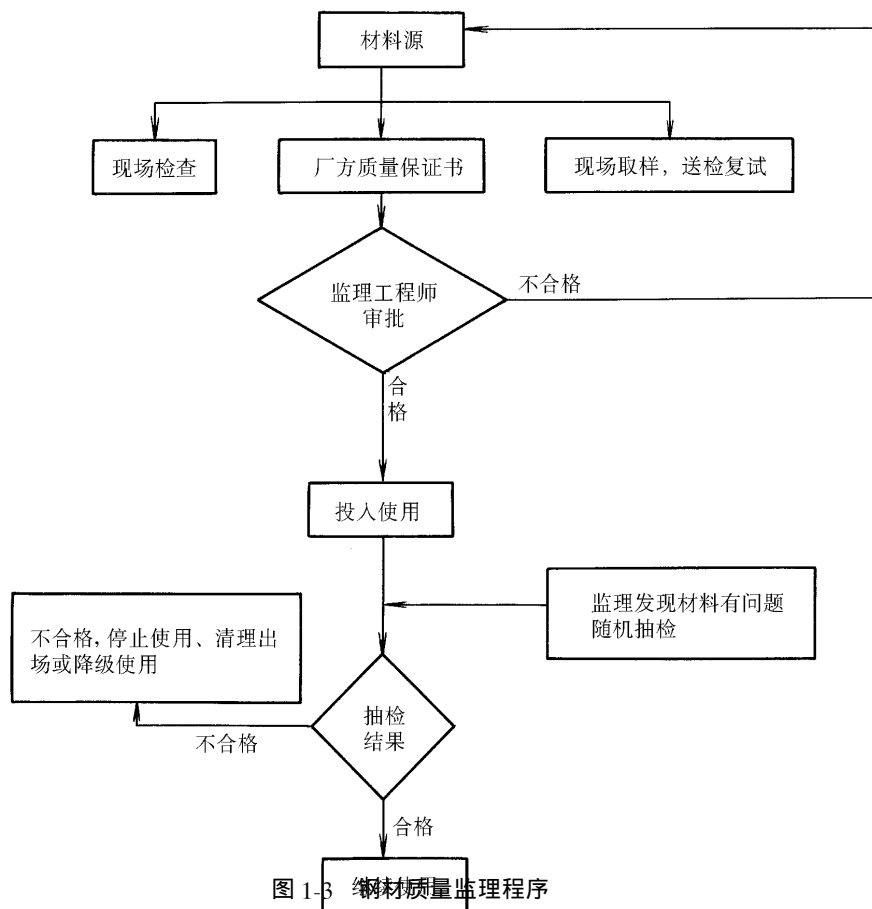 材料源
现场检查
厂方质量保证书
现场取样，送检复试
监理工程师
审批
不合格
合
格
投入使用
监理发现材料有问题
随机抽检
不合格，停止使用、清理出
场或降级使用
抽检
结果
不合格
合格
图 1-3 钢材质量监理程序